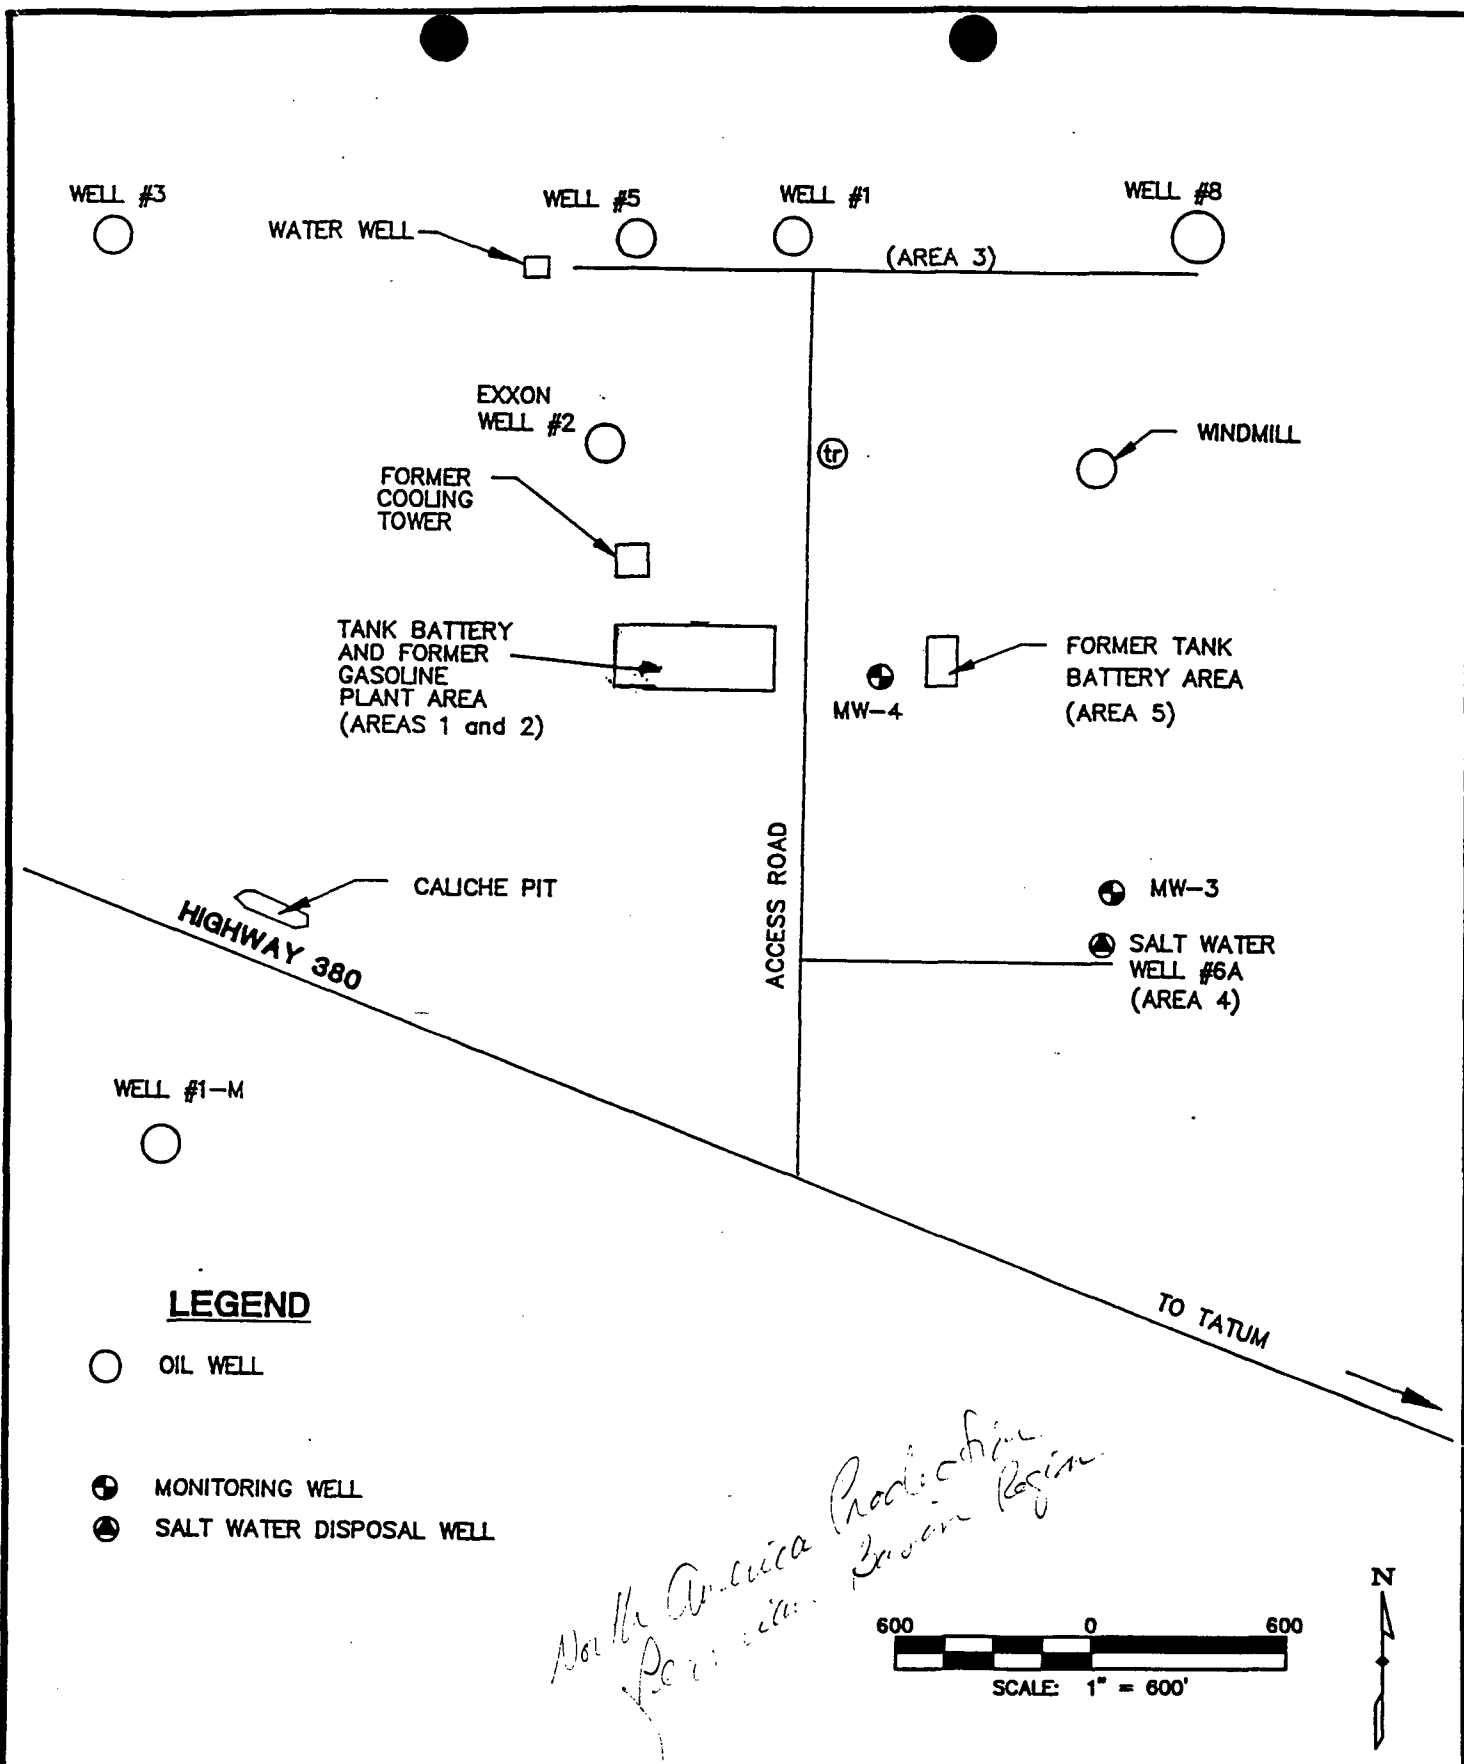 WELL #3
WELL #5
WELL #1
WELL #8
WATER WELL
(AREA 3)
EXXON
WELL #2
tr
WINDMILL
FORMER
COOLING
TOWER
TANK BATTERY
AND FORMER
GASOLINE
PLANT AREA
(AREAS 1 and 2)
MW-4
FORMER TANK
BATTERY AREA
(AREA 5)
ACCESS ROAD
CALICHE PIT
HIGHWAY 380
MW-3
SALT WATER
WELL #6A
(AREA 4)
WELL #1-M
TO TATUM
LEGEND
OIL WELL
MONITORING WELL
SALT WATER DISPOSAL WELL
North America Production
Permian Basin Region
600 0 600
SCALE: 1" = 600'
N